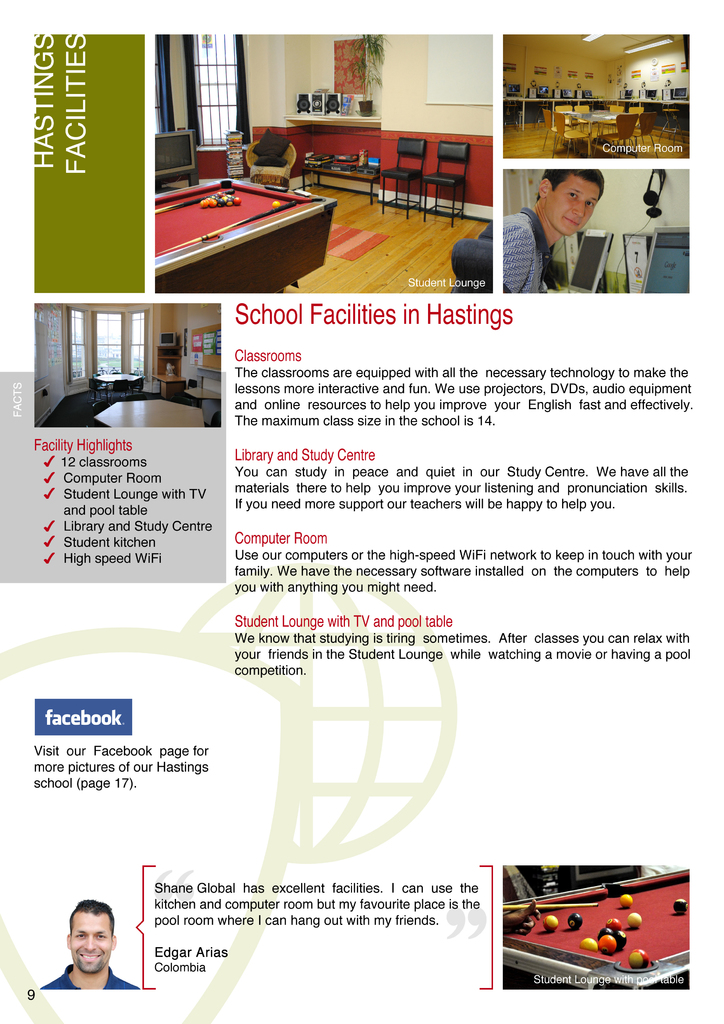 HASTINGS
FACILITIES
Student Lounge
Computer Room
7
Google
FACTS
School Facilities in Hastings
Classrooms
The classrooms are equipped with all the necessary technology to make the
lessons more interactive and fun. We use projectors, DVDs, audio equipment
and online resources to help you improve your English fast and effectively.
The maximum class size in the school is 14.
Facility Highlights
12 classrooms
Computer Room
Student Lounge with TV
and pool table
Library and Study Centre
Student kitchen
High speed WiFi
Library and Study Centre
You can study in peace and quiet in our Study Centre. We have all the
materials there to help you improve your listening and pronunciation skills.
If you need more support our teachers will be happy to help you.
Computer Room
Use our computers or the high-speed WiFi network to keep in touch with your
family. We have the necessary software installed on the computers to help
you with anything you might need.
Student Lounge with TV and pool table
We know that studying is tiring sometimes. After classes you can relax with
your friends in the Student Lounge while watching a movie or having a pool
competition.
facebook.
Visit our Facebook page for
more pictures of our Hastings
school (page 17).
“
Shane Global has excellent facilities. I can use the
kitchen and computer room but my favourite place is the
pool room where I can hang out with my friends.
”
Edgar Arias
Colombia
Student Lounge with pool table
9